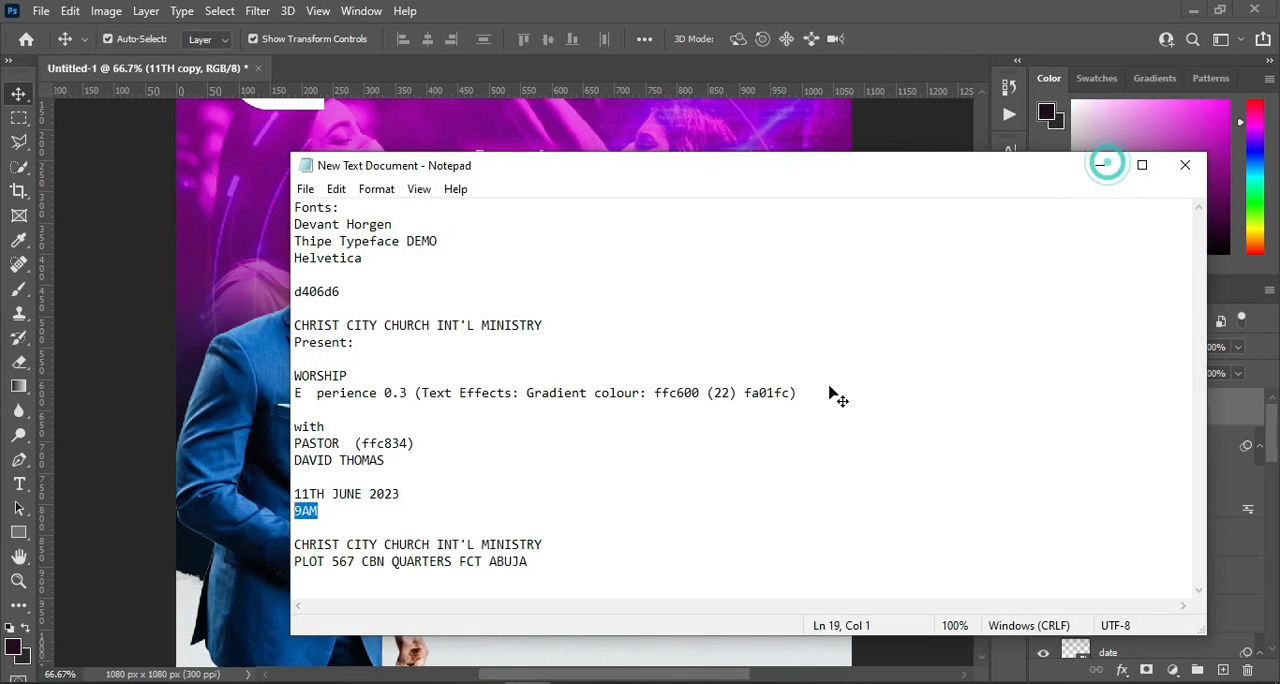 Ps File Edit Image Layer Type Select Filter 3D View Window Help
Auto-Select: Layer Show Transform Controls 3D Mode:
Untitled-1 @ 66.7% (11TH copy, RGB/8) *
Color Swatches Gradients Patterns
New Text Document - Notepad
File Edit Format View Help
Fonts:
Devant Horgen
Thipe Typeface DEMO
Helvetica
d406d6
CHRIST CITY CHURCH INT'L MINISTRY
Present:
WORSHIP
E  perience 0.3 (Text Effects: Gradient colour: ffc600 (22) fa01fc)
with
PASTOR  (ffc834)
DAVID THOMAS
11TH JUNE 2023
9AM
CHRIST CITY CHURCH INT'L MINISTRY
PLOT 567 CBN QUARTERS FCT ABUJA
Ln 19, Col 1 100% Windows (CRLF) UTF-8
date
66.67% 1080 px x 1080 px (300 ppi)